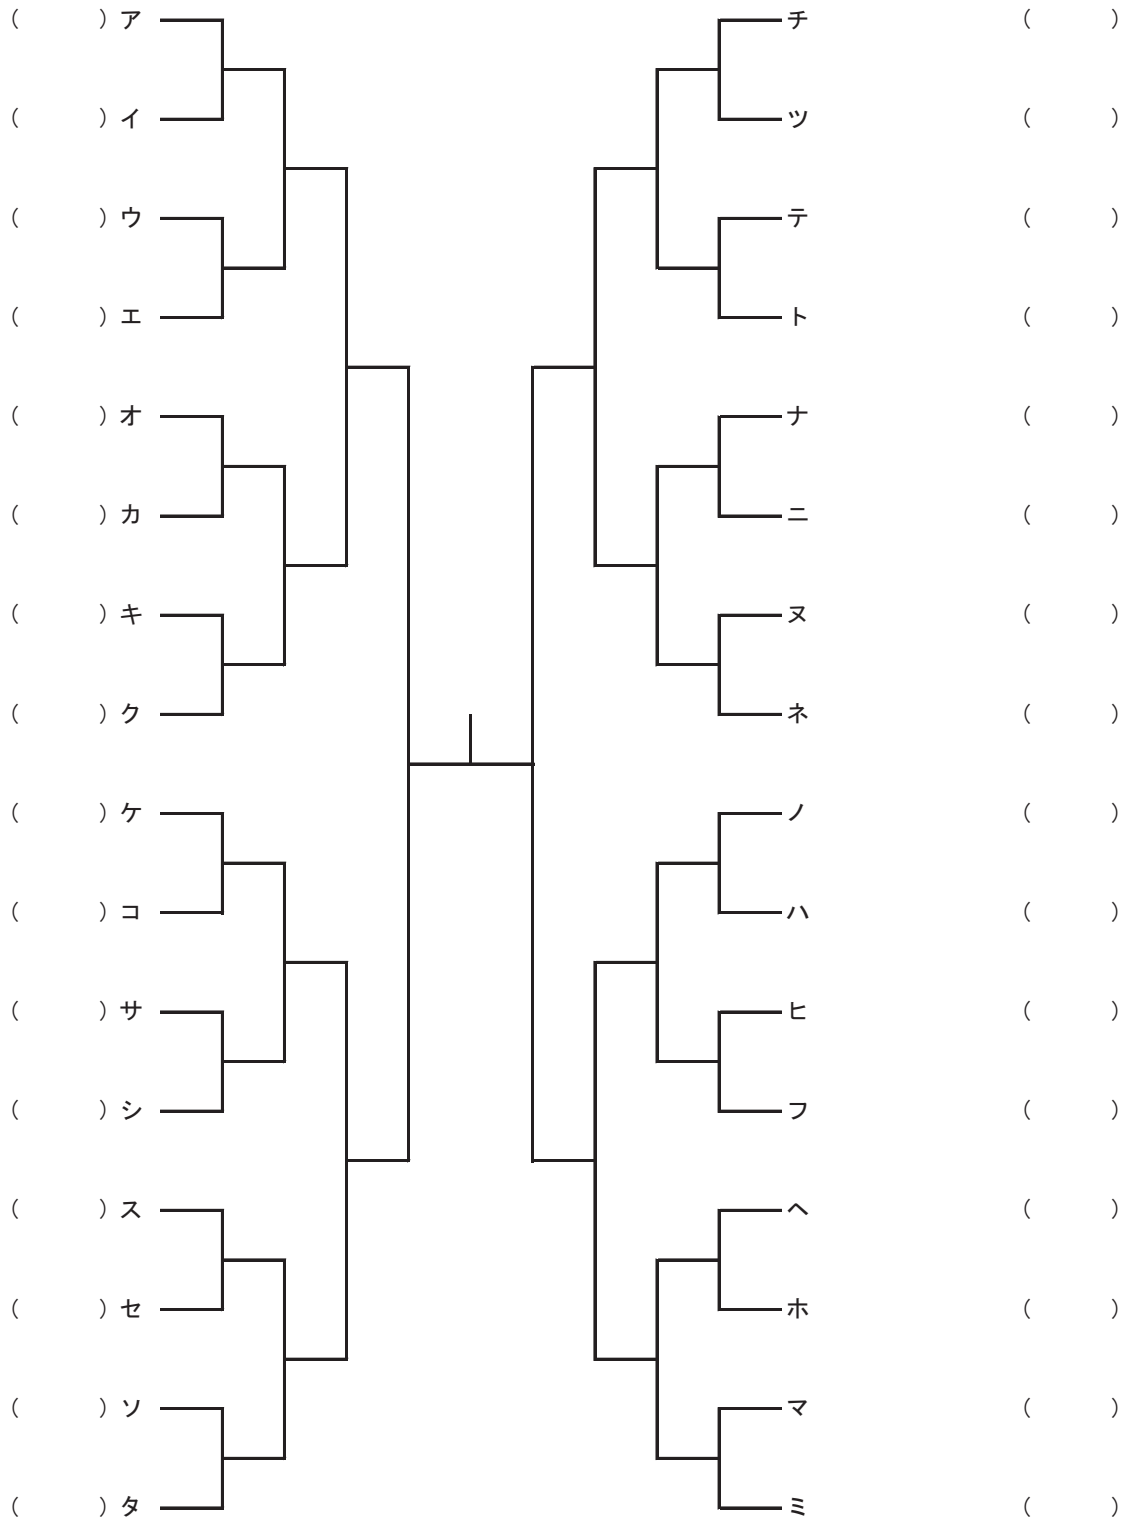 （　　　）ア　チ　（　　　）
（　　　）イ　ツ　（　　　）
（　　　）ウ　テ　（　　　）
（　　　）エ　ト　（　　　）
（　　　）オ　ナ　（　　　）
（　　　）カ　ニ　（　　　）
（　　　）キ　ヌ　（　　　）
（　　　）ク　ネ　（　　　）
（　　　）ケ　ノ　（　　　）
（　　　）コ　ハ　（　　　）
（　　　）サ　ヒ　（　　　）
（　　　）シ　フ　（　　　）
（　　　）ス　ヘ　（　　　）
（　　　）セ　ホ　（　　　）
（　　　）ソ　マ　（　　　）
（　　　）タ　ミ　（　　　）